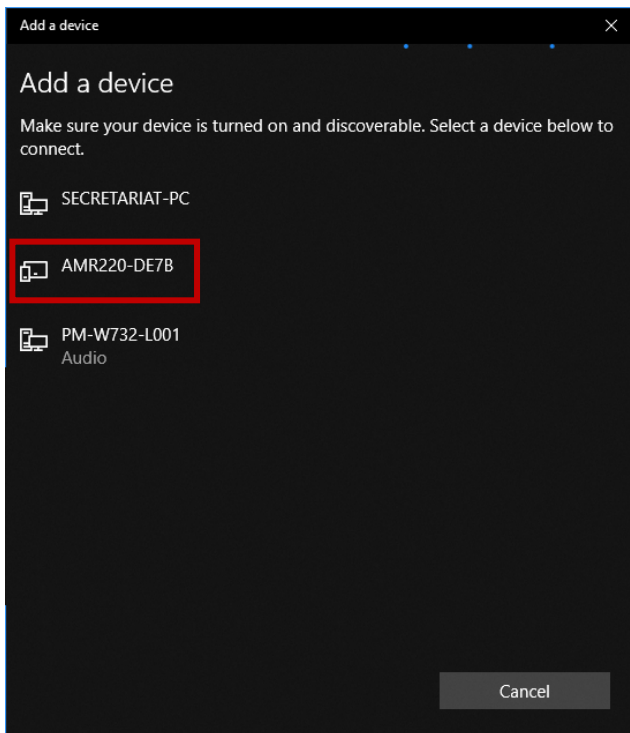 Add a device
Add a device
Make sure your device is turned on and discoverable. Select a device below to
connect.
SECRETARIAT-PC
AMR220-DE7B
PM-W732-L001
Audio
Cancel